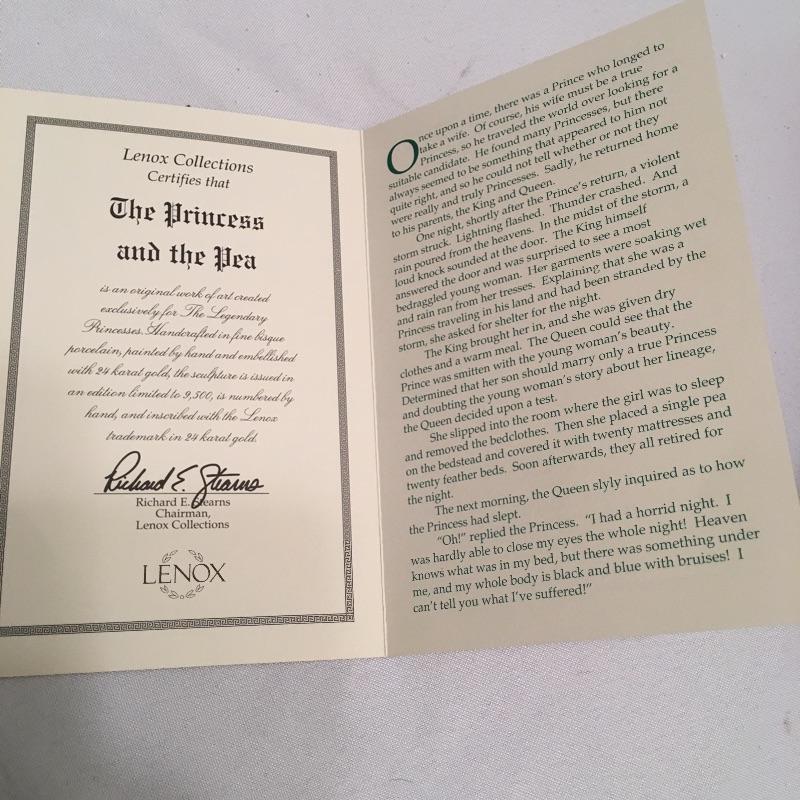 Lenox Collections
Certifies that
The Princess
and the Pea
is an original work of art created
exclusively for The Legendary
Princesses. Handcrafted in fine bisque
porcelain, painted by hand and embellished
with 24 karat gold, the sculpture is issued in
an edition limited to 9,500, is numbered by
hand, and inscribed with the Lenox
trademark in 24 karat gold.
Richard E. Stearns
Richard E. Stearns
Chairman,
Lenox Collections
LENOX
Once upon a time, there was a Prince who longed to
take a wife. Of course, his wife must be a true
Princess, so he traveled the world over looking for a
suitable candidate. He found many Princesses, but there
always seemed to be something that appeared to him not
quite right, and so he could not tell whether or not they
were really and truly Princesses. Sadly, he returned home
to his parents, the King and Queen.
One night, shortly after the Prince's return, a violent
storm struck. Lightning flashed. Thunder crashed. And
rain poured from the heavens. In the midst of the storm, a
loud knock sounded at the door. The King himself
answered the door and was surprised to see a most
bedraggled young woman. Her garments were soaking wet
and rain ran from her tresses. Explaining that she was a
Princess traveling in his land and had been stranded by the
storm, she asked for shelter for the night.
The King brought her in, and she was given dry
clothes and a warm meal. The Queen could see that the
Prince was smitten with the young woman's beauty.
Determined that her son should marry only a true Princess
and doubting the young woman's story about her lineage,
the Queen decided upon a test.
She slipped into the room where the girl was to sleep
and removed the bedclothes. Then she placed a single pea
on the bedstead and covered it with twenty mattresses and
twenty feather beds. Soon afterwards, they all retired for
the night.
The next morning, the Queen slyly inquired as to how
the Princess had slept.
"Oh!" replied the Princess. "I had a horrid night. I
was hardly able to close my eyes the whole night! Heaven
knows what was in my bed, but there was something under
me, and my whole body is black and blue with bruises! I
can't tell you what I've suffered!"